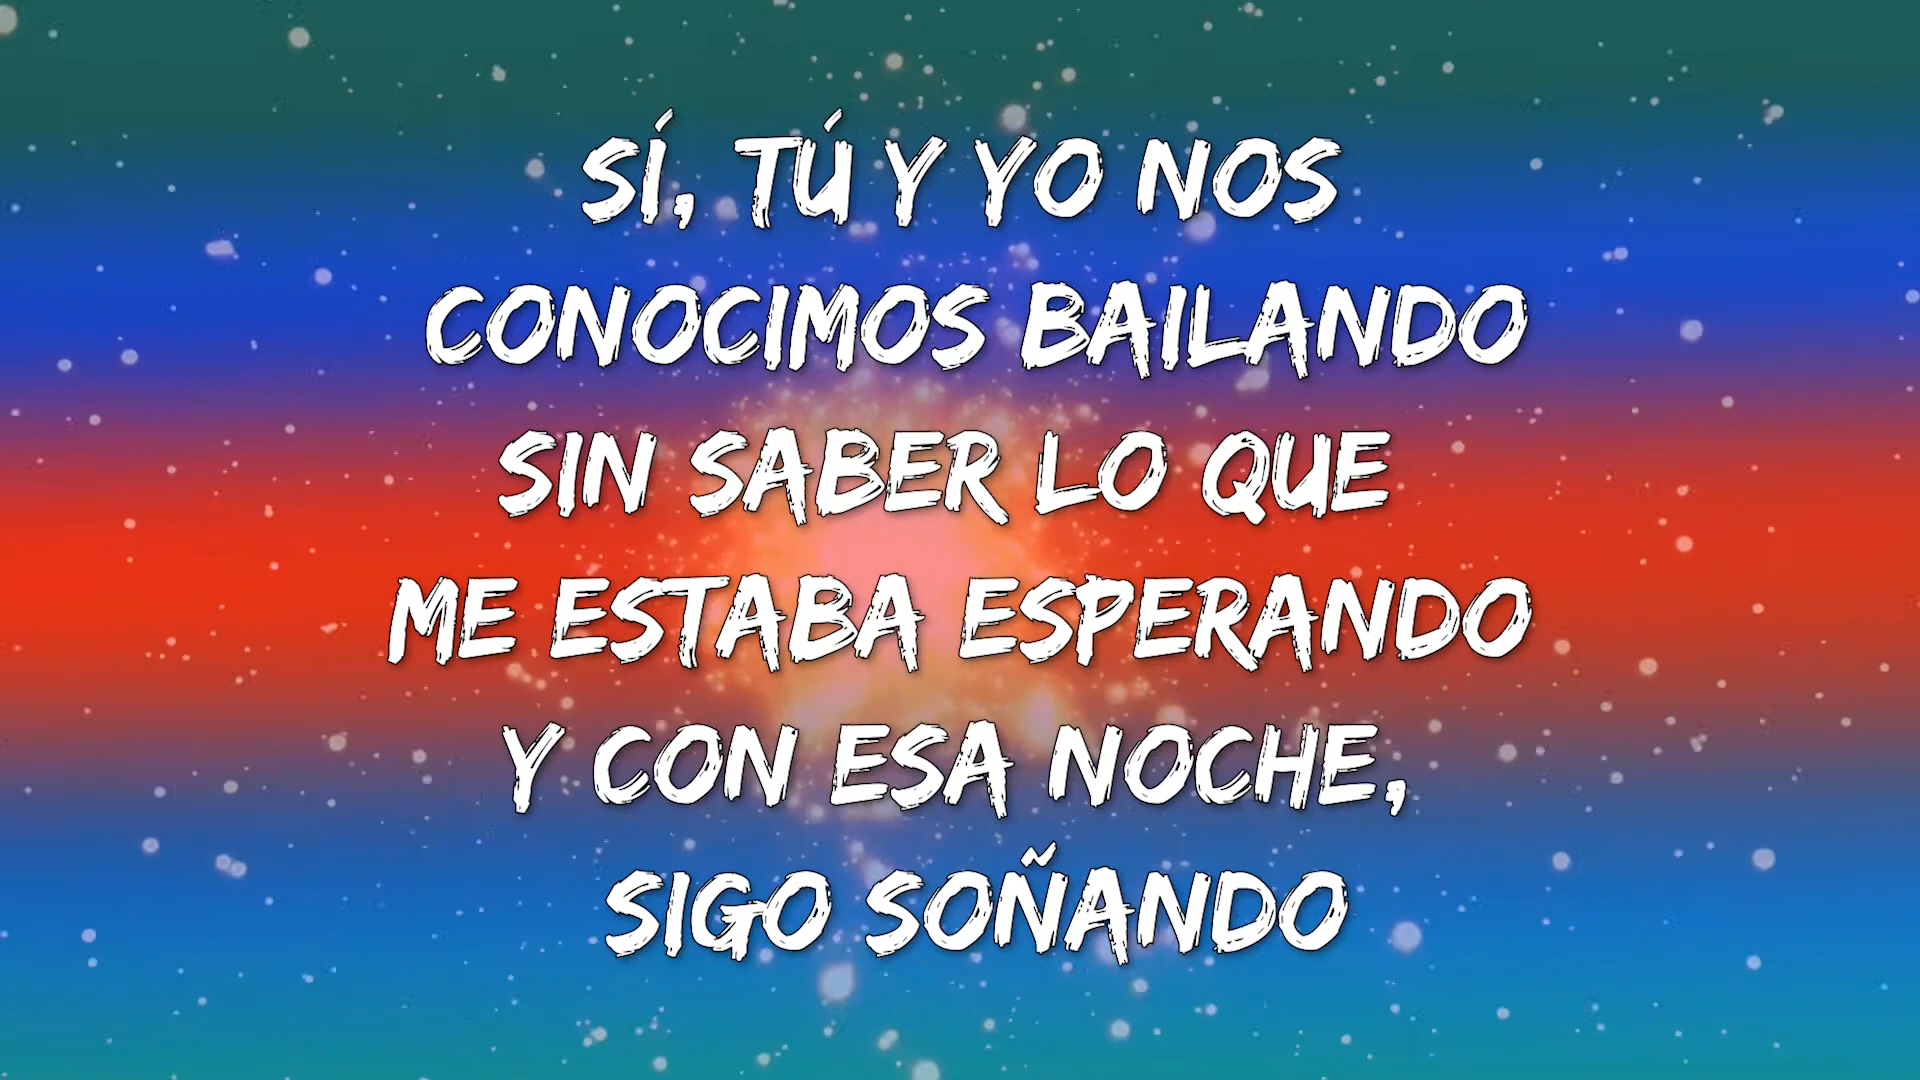 SÍ, TÚ Y YO NOS
CONOCIMOS BAILANDO
SIN SABER LO QUE
ME ESTABA ESPERANDO
Y CON ESA NOCHE,
SIGO SOÑANDO